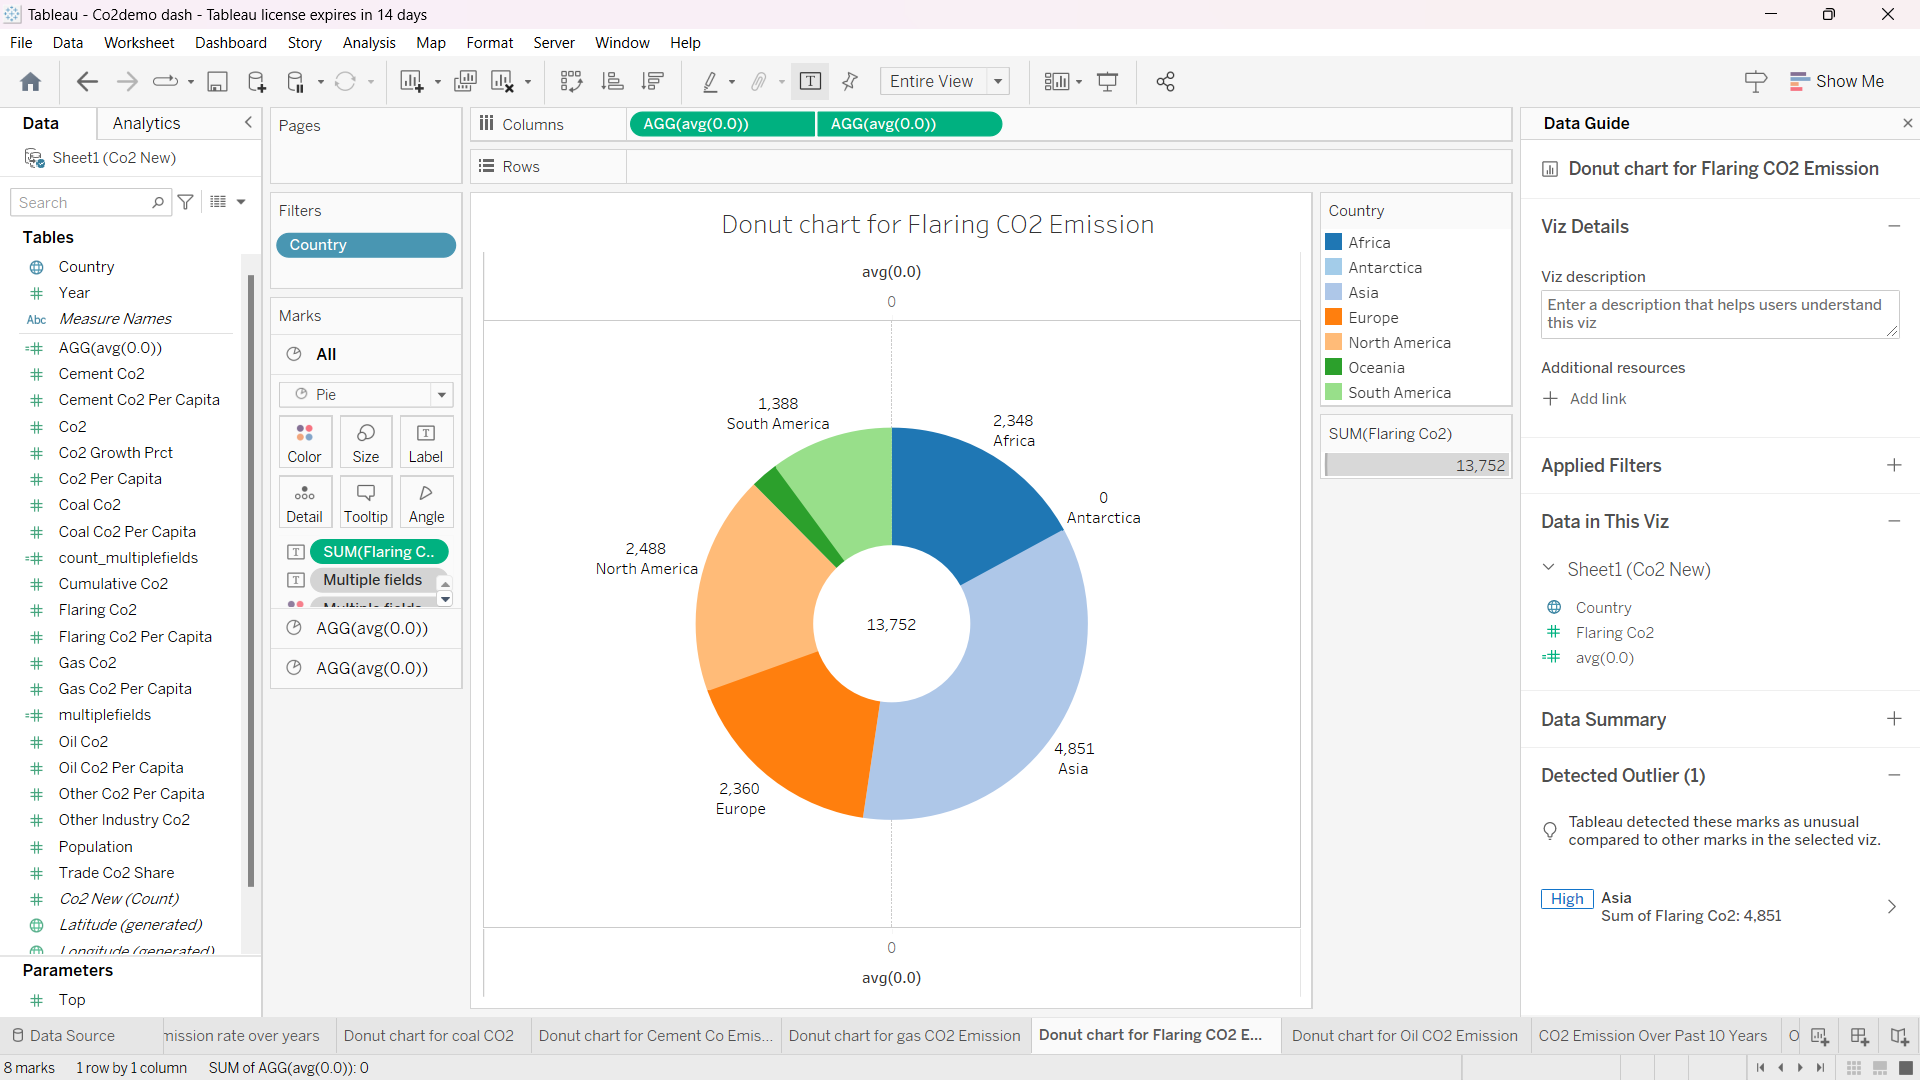 Tableau - Co2demo dash - Tableau license expires in 14 days
File Data Worksheet Dashboard Story Analysis Map Format Server Window Help
Entire View
Show Me
Data Analytics
Sheet1 (Co2 New)
Search
Tables
Country
Year
Abc Measure Names
AGG(avg(0.0))
Cement Co2
Cement Co2 Per Capita
Co2
Co2 Growth Prct
Co2 Per Capita
Coal Co2
Coal Co2 Per Capita
count_multiplefields
Cumulative Co2
Flaring Co2
Flaring Co2 Per Capita
Gas Co2
Gas Co2 Per Capita
multiplefields
Oil Co2
Oil Co2 Per Capita
Other Co2 Per Capita
Other Industry Co2
Population
Trade Co2 Share
Co2 New (Count)
Latitude (generated)
Longitude (generated)
Parameters
Top
Pages
Filters
Country
Marks
All
Pie
Color Size Label
Detail Tooltip Angle
SUM(Flaring C..
Multiple fields
Multiple fields
AGG(avg(0.0))
AGG(avg(0.0))
Columns AGG(avg(0.0)) AGG(avg(0.0))
Rows
Donut chart for Flaring CO2 Emission
avg(0.0)
0
1,388
South America
2,348
Africa
0
Antarctica
2,488
North America
13,752
4,851
Asia
2,360
Europe
0
avg(0.0)
Country
Africa
Antarctica
Asia
Europe
North America
Oceania
South America
SUM(Flaring Co2)
13,752
Data Guide
Donut chart for Flaring CO2 Emission
Viz Details
Viz description
Enter a description that helps users understand
this viz
Additional resources
Add link
Applied Filters
Data in This Viz
Sheet1 (Co2 New)
Country
Flaring Co2
avg(0.0)
Data Summary
Detected Outlier (1)
Tableau detected these marks as unusual
compared to other marks in the selected viz.
High Asia
Sum of Flaring Co2: 4,851
Data Source nission rate over years Donut chart for coal CO2 Donut chart for Cement Co Emis... Donut chart for gas CO2 Emission Donut chart for Flaring CO2 E... Donut chart for Oil CO2 Emission CO2 Emission Over Past 10 Years O
8 marks 1 row by 1 column SUM of AGG(avg(0.0)): 0